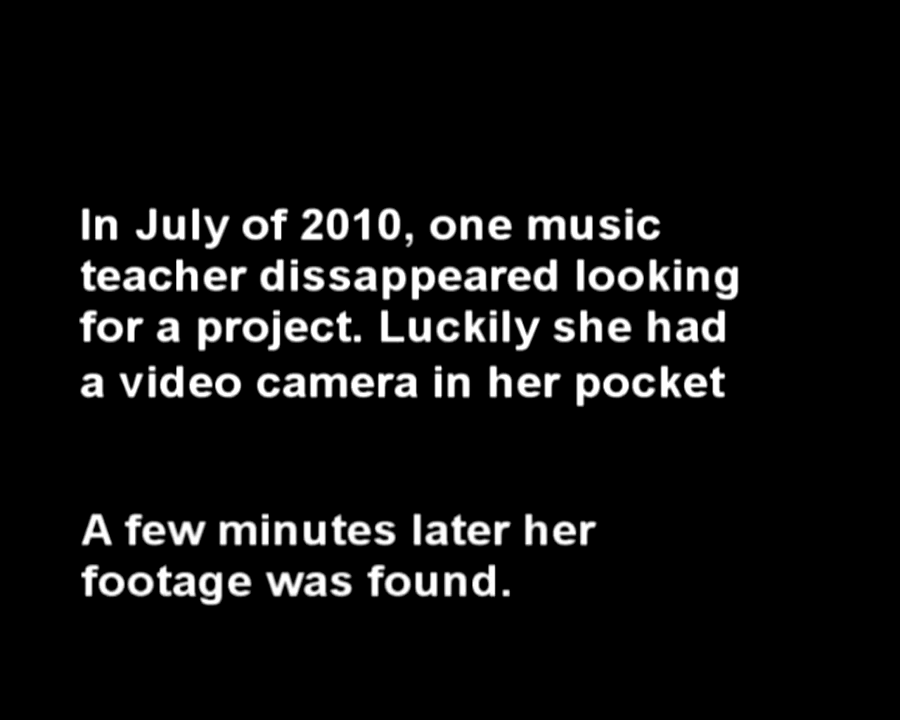 In July of 2010, one music
teacher dissappeared looking
for a project. Luckily she had
a video camera in her pocket
A few minutes later her
footage was found.